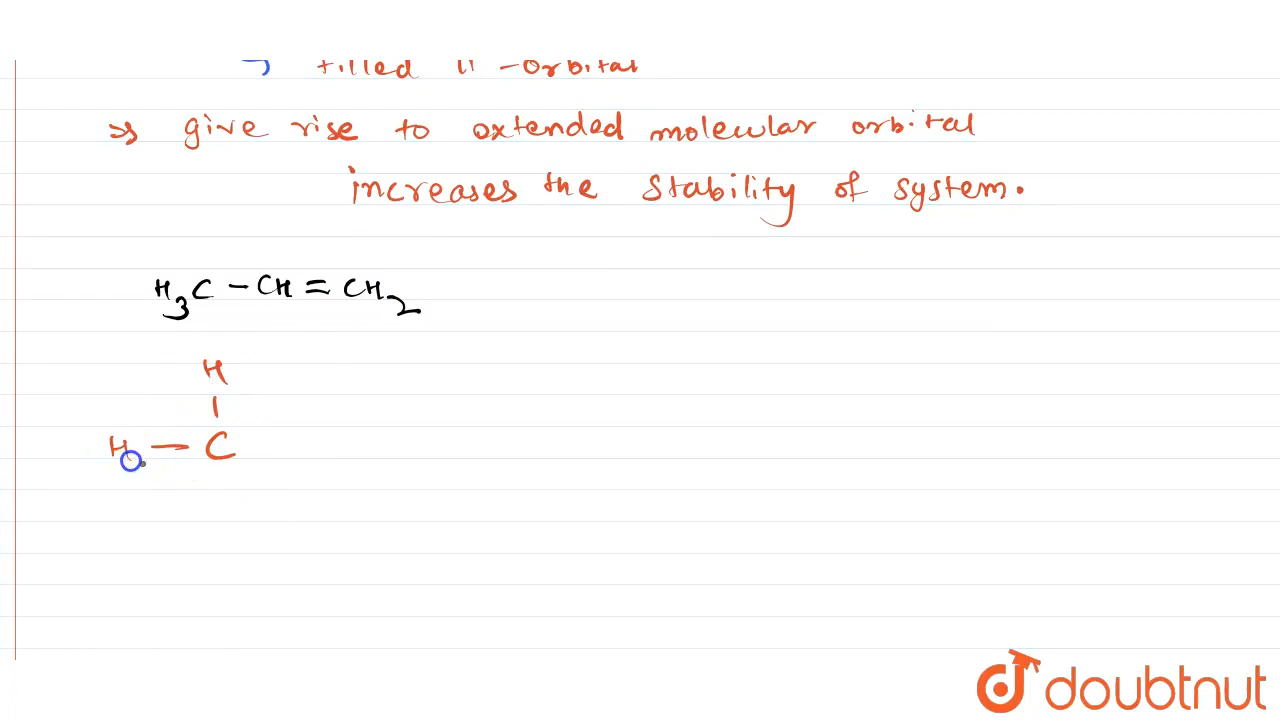 filled π-orbital
⇒ give rise to extended molecular orbital
increases the stability of system.
H₃C-CH=CH₂
H
|
H-C
doubtnut